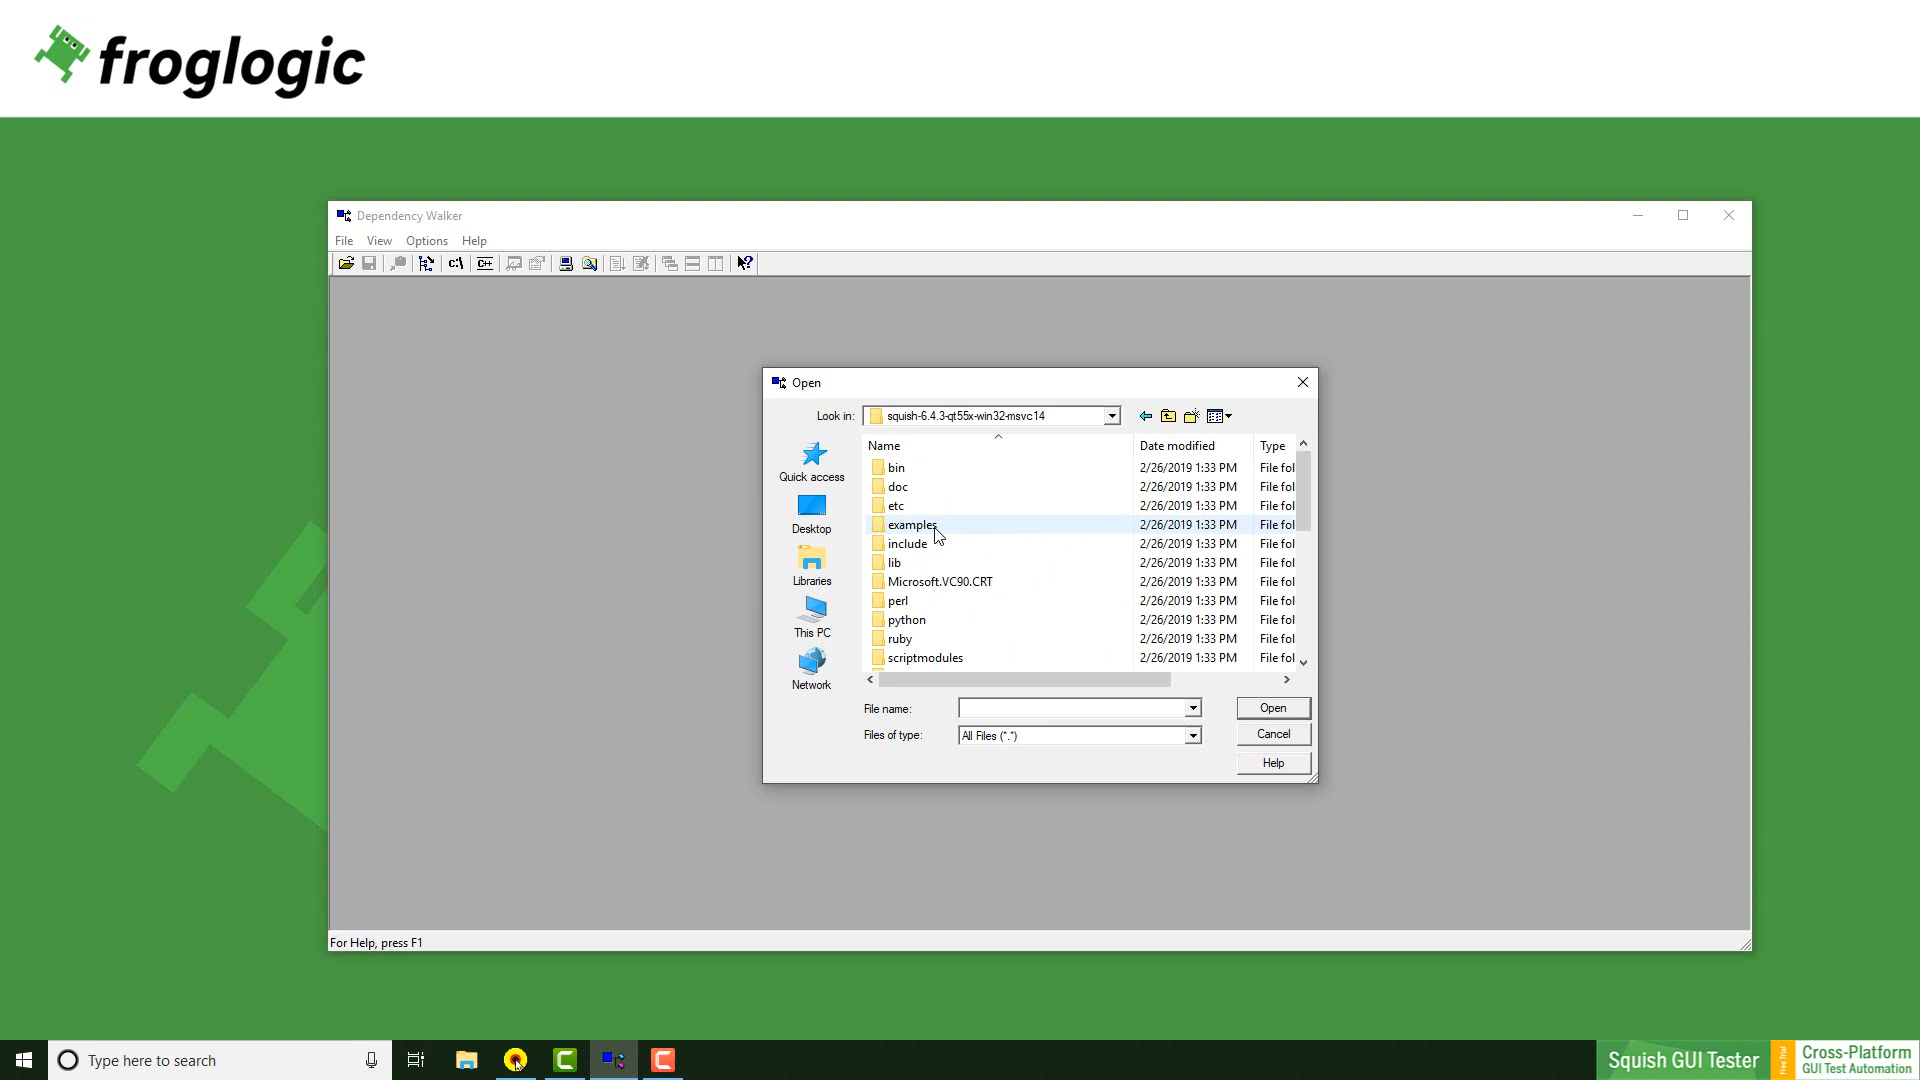 froglogic
Dependency Walker
File View Options Help
C:\ C++
Open
Look in: squish-6.4.3-qt55x-win32-msvc14
Name Date modified Type
bin 2/26/2019 1:33 PM File fol
doc 2/26/2019 1:33 PM File fol
etc 2/26/2019 1:33 PM File fol
examples 2/26/2019 1:33 PM File fol
include 2/26/2019 1:33 PM File fol
lib 2/26/2019 1:33 PM File fol
Microsoft.VC90.CRT 2/26/2019 1:33 PM File fol
perl 2/26/2019 1:33 PM File fol
python 2/26/2019 1:33 PM File fol
ruby 2/26/2019 1:33 PM File fol
scriptmodules 2/26/2019 1:33 PM File fol
Quick access
Desktop
Libraries
This PC
Network
File name: Open
Files of type: All Files (*.*) Cancel
Help
For Help, press F1
Type here to search
Squish GUI Tester
Free Trial
Cross-Platform
GUI Test Automation